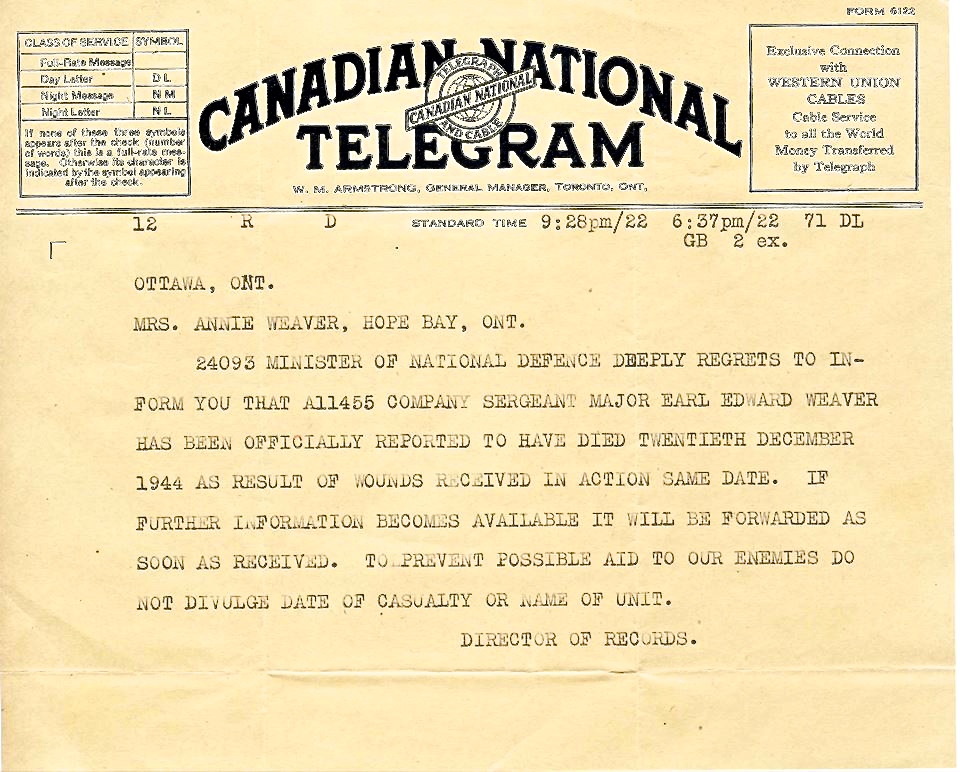 FORM 6122
CLASS OF SERVICE SYMBOL
Full-Rate Message
Day Letter D L
Night Message N M
Night Letter N L
If none of these three symbols
appears after the check (number
of words) this is a full-rate mes-
sage. Otherwise its character is
indicated by the symbol appearing
after the check.
CANADIAN NATIONAL
TELEGRAPH
CANADIAN NATIONAL
AND CABLE
TELEGRAM
W. M. ARMSTRONG, GENERAL MANAGER, TORONTO, ONT.
Exclusive Connection
with
WESTERN UNION
CABLES
Cable Service
to all the World
Money Transferred
by Telegraph
12 R D STANDARD TIME 9:28pm/22 6:37pm/22 71 DL
GB 2 ex.
OTTAWA, ONT.
MRS. ANNIE WEAVER, HOPE BAY, ONT.
24093 MINISTER OF NATIONAL DEFENCE DEEPLY REGRETS TO IN-
FORM YOU THAT A11455 COMPANY SERGEANT MAJOR EARL EDWARD WEAVER
HAS BEEN OFFICIALLY REPORTED TO HAVE DIED TWENTIETH DECEMBER
1944 AS RESULT OF WOUNDS RECEIVED IN ACTION SAME DATE. IF
FURTHER INFORMATION BECOMES AVAILABLE IT WILL BE FORWARDED AS
SOON AS RECEIVED. TO PREVENT POSSIBLE AID TO OUR ENEMIES DO
NOT DIVULGE DATE OF CASUALTY OR NAME OF UNIT.
DIRECTOR OF RECORDS.